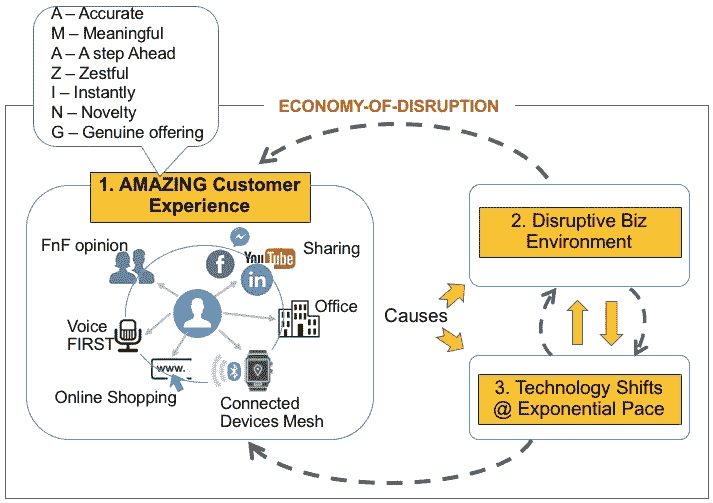 A – Accurate
M – Meaningful
A – A step Ahead
Z – Zestful
I – Instantly
N – Novelty
G – Genuine offering
ECONOMY-OF-DISRUPTION
1. AMAZING Customer
Experience
FnF opinion
f
You Tube
in
Sharing
Office
Voice
FIRST
www.
Online Shopping
Connected
Devices Mesh
Causes
2. Disruptive Biz
Environment
3. Technology Shifts
@ Exponential Pace